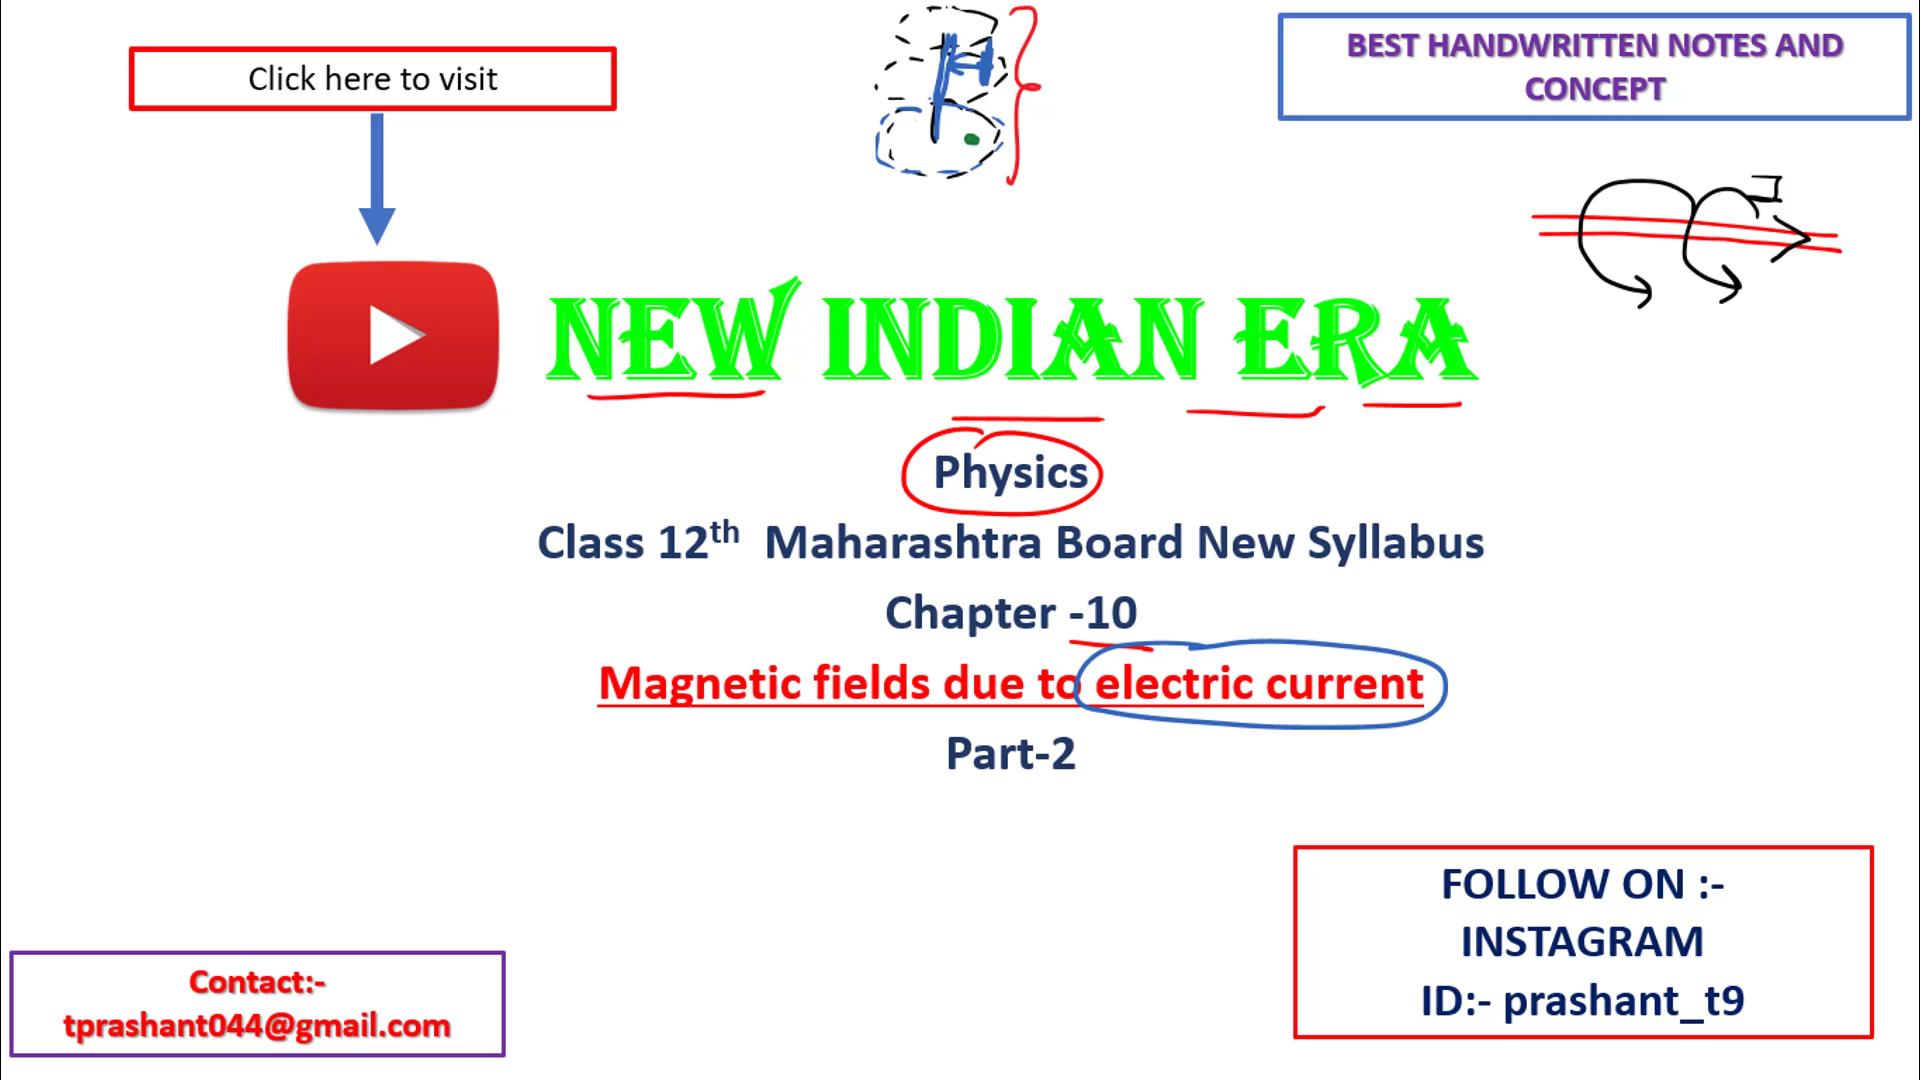 Click here to visit
BEST HANDWRITTEN NOTES AND
CONCEPT
NEW INDIAN ERA
Physics
Class 12th Maharashtra Board New Syllabus
Chapter -10
Magnetic fields due to electric current
Part-2
FOLLOW ON :-
INSTAGRAM
ID:- prashant_t9
Contact:-
tprashant044@gmail.com